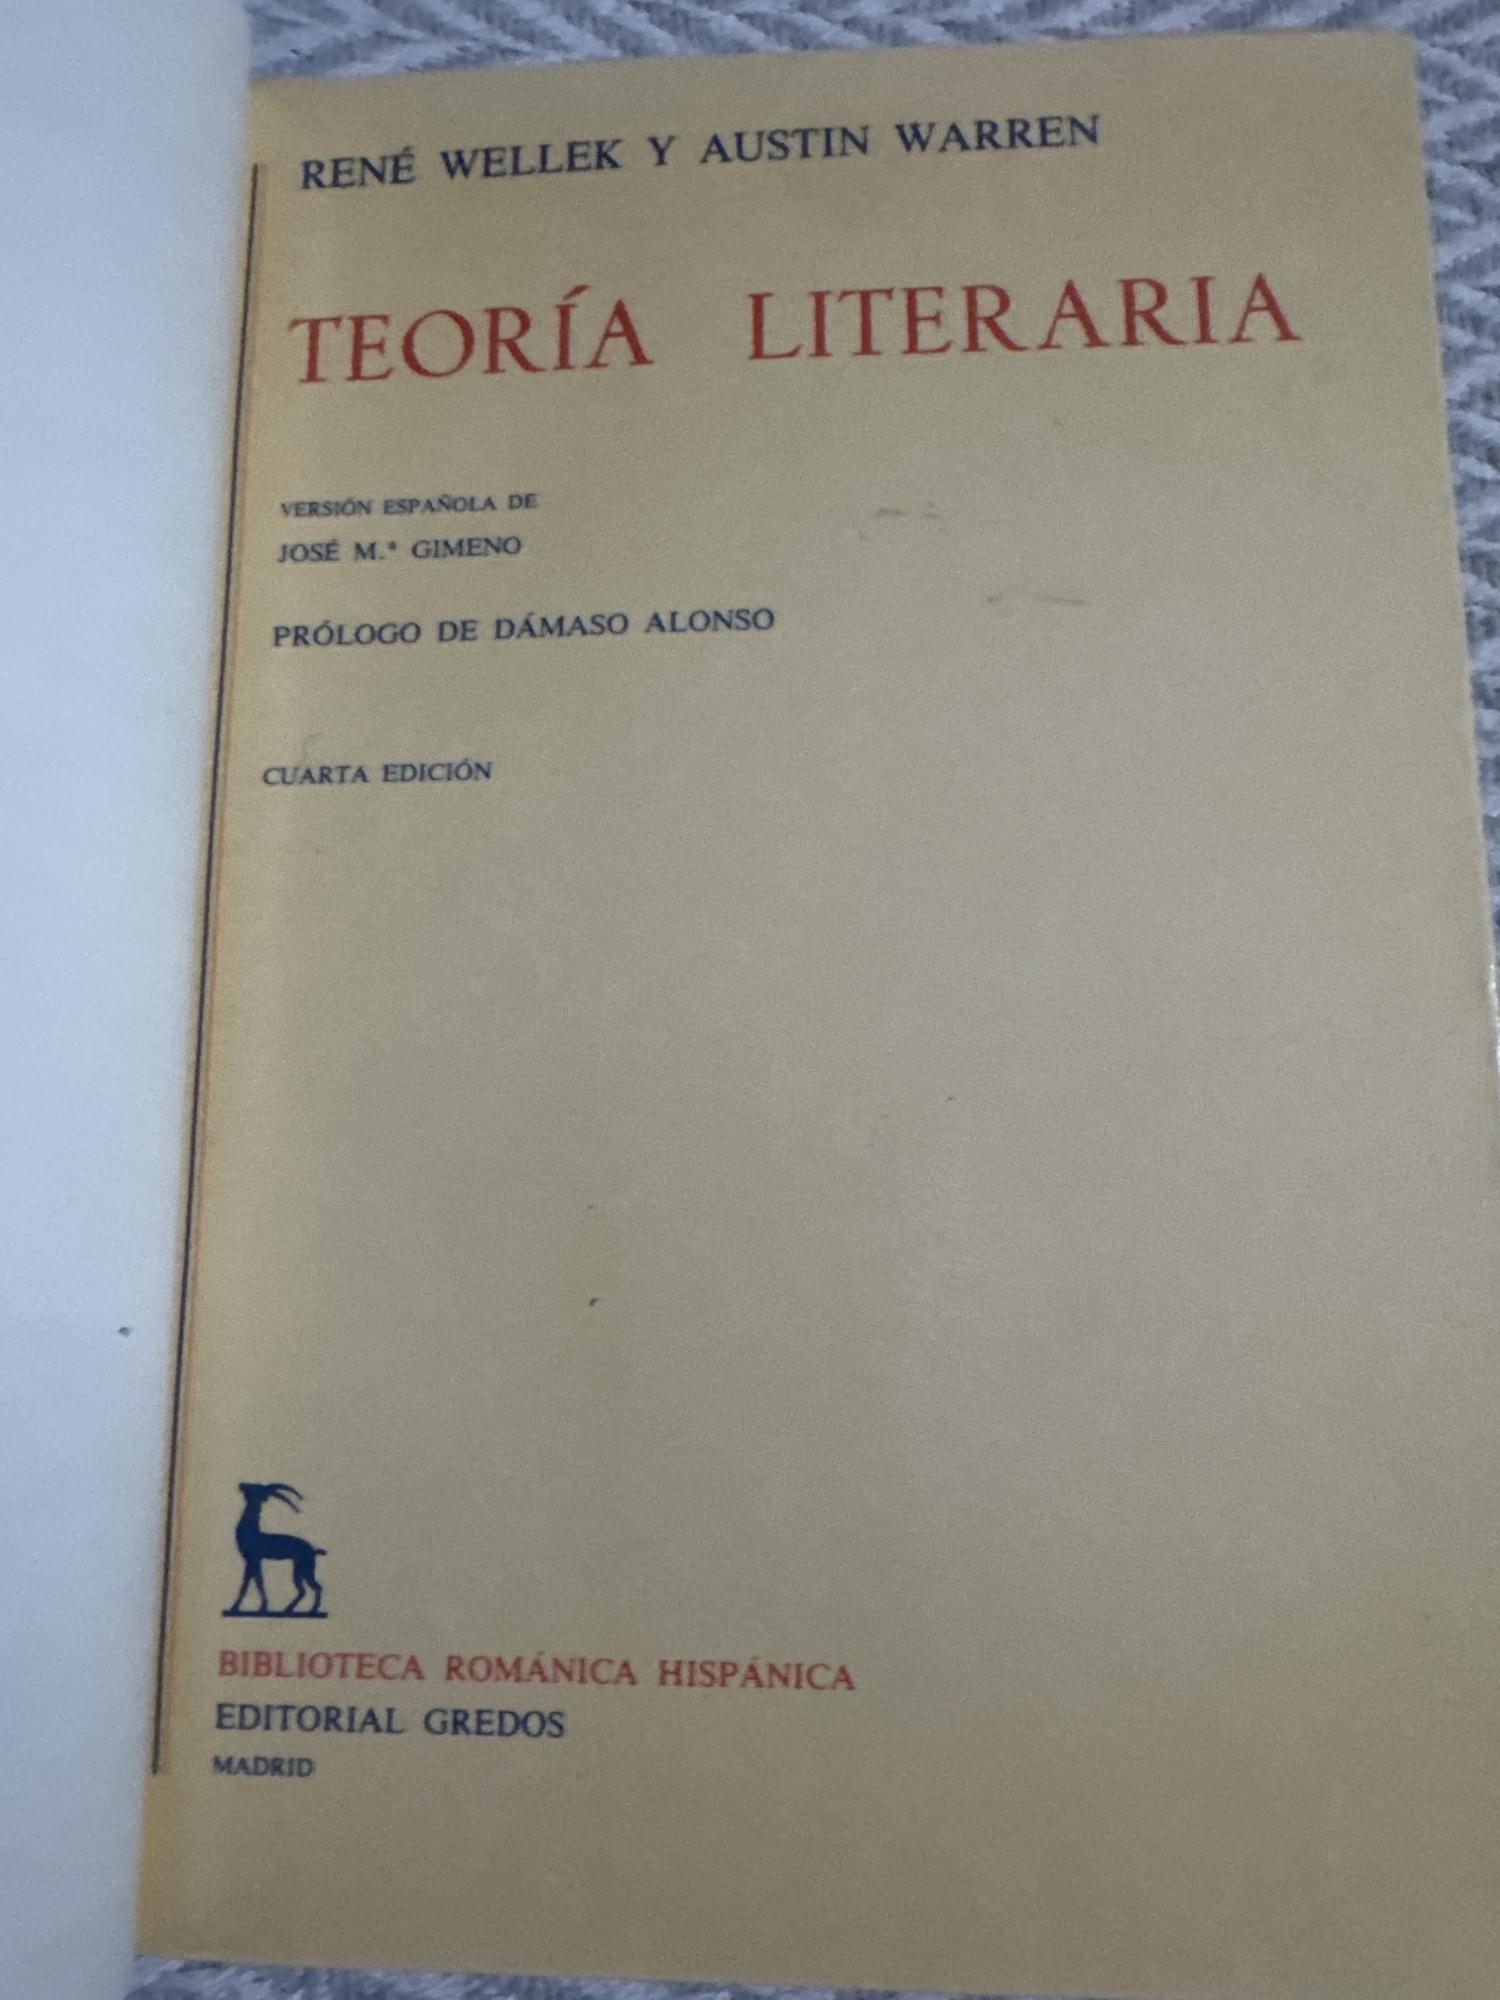 RENÉ WELLEK Y AUSTIN WARREN
TEORÍA LITERARIA
VERSIÓN ESPAÑOLA DE
JOSÉ M.ª GIMENO
PRÓLOGO DE DÁMASO ALONSO
CUARTA EDICIÓN
BIBLIOTECA ROMÁNICA HISPÁNICA
EDITORIAL GREDOS
MADRID